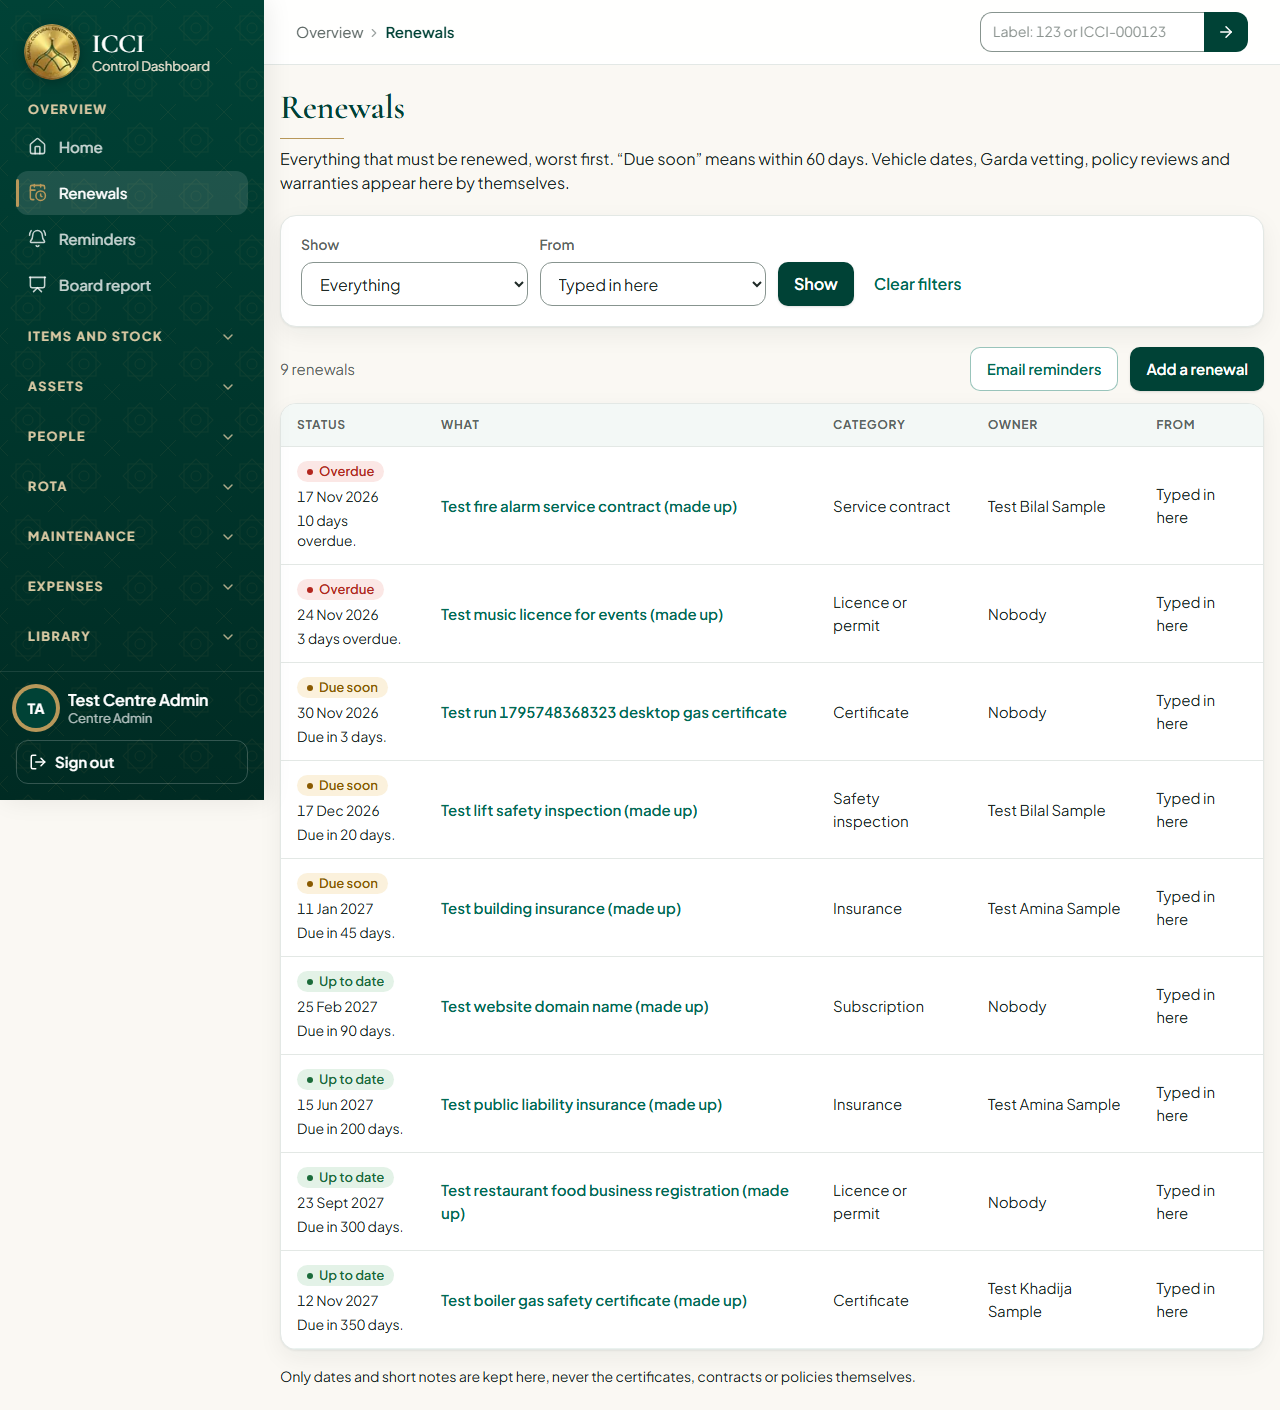 ICCI
Control Dashboard
OVERVIEW
Home
Renewals
Reminders
Board report
ITEMS AND STOCK
ASSETS
PEOPLE
ROTA
MAINTENANCE
EXPENSES
LIBRARY
TA
Test Centre Admin
Centre Admin
Sign out
Overview › Renewals
Label: 123 or ICCI-000123
Renewals
Everything that must be renewed, worst first. “Due soon” means within 60 days. Vehicle dates, Garda vetting, policy reviews and
warranties appear here by themselves.
Show From
Everything Typed in here Show Clear filters
9 renewals Email reminders Add a renewal
STATUS WHAT CATEGORY OWNER FROM
Overdue
17 Nov 2026
10 days
overdue.
Test fire alarm service contract (made up)
Service contract
Test Bilal Sample
Typed in
here
Overdue
24 Nov 2026
3 days overdue.
Test music licence for events (made up)
Licence or
permit
Nobody
Typed in
here
Due soon
30 Nov 2026
Due in 3 days.
Test run 1795748368323 desktop gas certificate
Certificate
Nobody
Typed in
here
Due soon
17 Dec 2026
Due in 20 days.
Test lift safety inspection (made up)
Safety
inspection
Test Bilal Sample
Typed in
here
Due soon
11 Jan 2027
Due in 45 days.
Test building insurance (made up)
Insurance
Test Amina Sample
Typed in
here
Up to date
25 Feb 2027
Due in 90 days.
Test website domain name (made up)
Subscription
Nobody
Typed in
here
Up to date
15 Jun 2027
Due in 200 days.
Test public liability insurance (made up)
Insurance
Test Amina Sample
Typed in
here
Up to date
23 Sept 2027
Due in 300 days.
Test restaurant food business registration (made
up)
Licence or
permit
Nobody
Typed in
here
Up to date
12 Nov 2027
Due in 350 days.
Test boiler gas safety certificate (made up)
Certificate
Test Khadija
Sample
Typed in
here
Only dates and short notes are kept here, never the certificates, contracts or policies themselves.